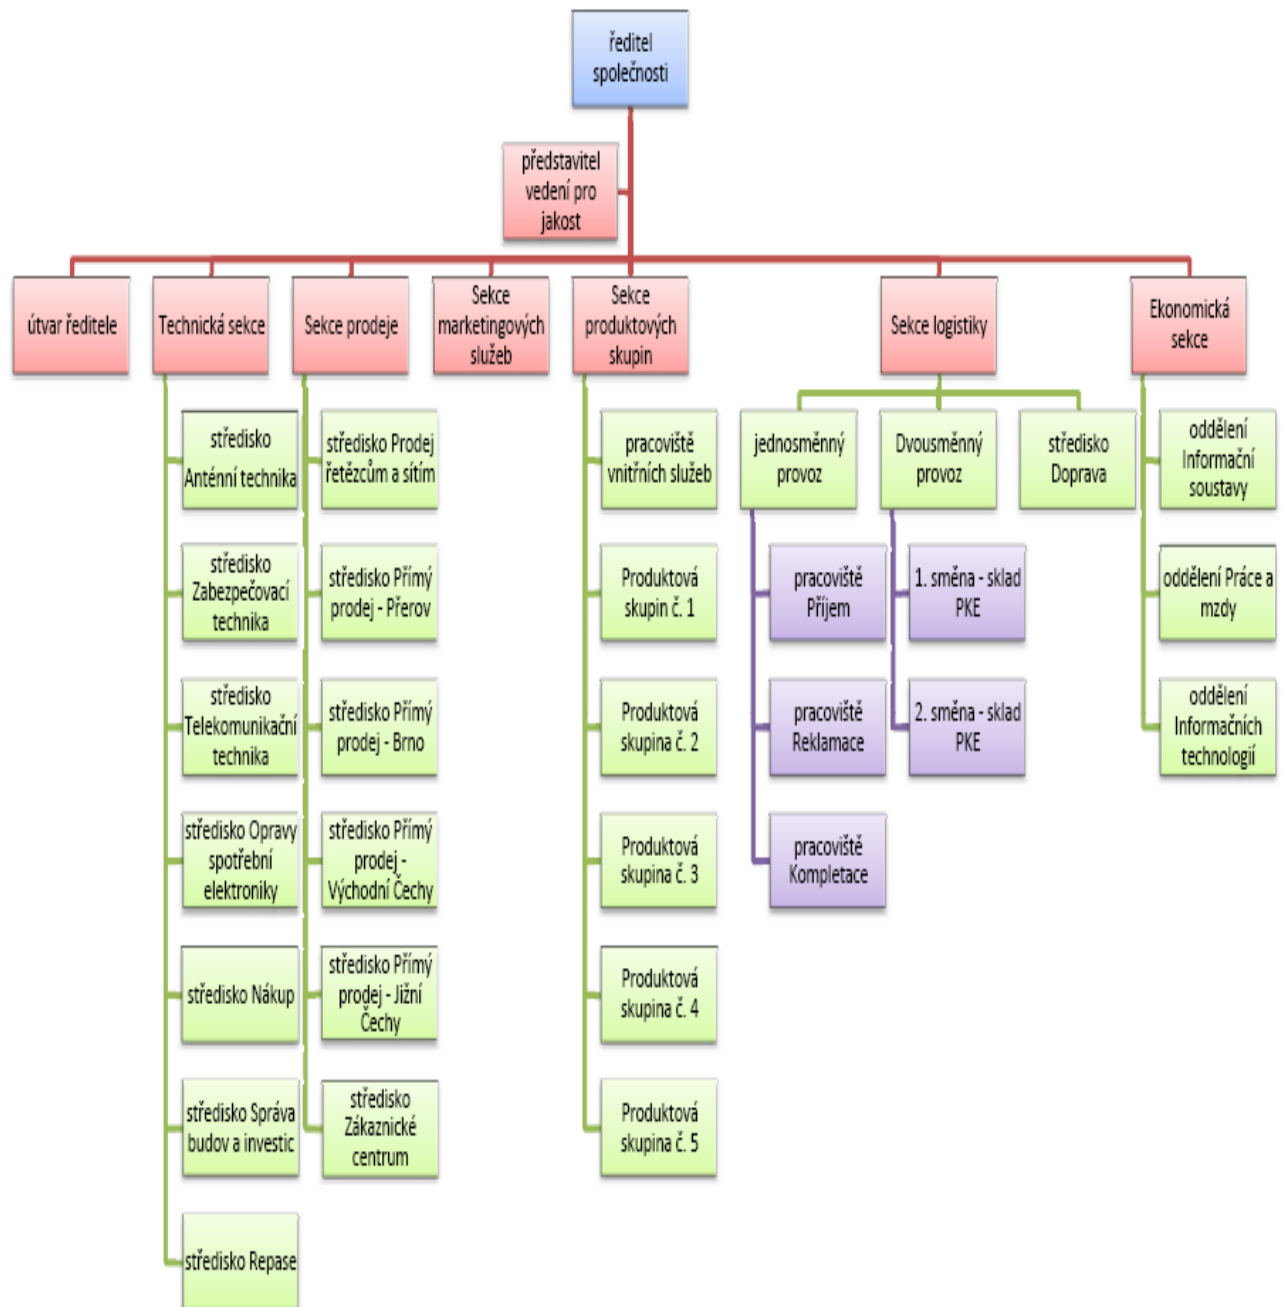 ředitel
společnosti
představitel
vedení pro
jakost
útvar ředitele
Technická sekce
Sekce prodeje
Sekce
marketingových
služeb
Sekce
produktových
skupin
Sekce logistiky
Ekonomická
sekce
středisko
Anténní technika
středisko
Zabezpečovací
technika
středisko
Telekomunikační
technika
středisko Opravy
spotřební
elektroniky
středisko Nákup
středisko Správa
budov a investic
středisko Repase
středisko Prodej
řetězcům a sítím
středisko Přímý
prodej - Přerov
středisko Přímý
prodej - Brno
středisko Přímý
prodej -
Východní Čechy
středisko Přímý
prodej - Jižní
Čechy
středisko
Zákaznické
centrum
pracoviště
vnitřních služeb
Produktová
skupin č. 1
Produktová
skupina č. 2
Produktová
skupina č. 3
Produktová
skupina č. 4
Produktová
skupina č. 5
jednosměnný
provoz
pracoviště
Příjem
pracoviště
Reklamace
pracoviště
Kompletace
Dvousměnný
provoz
1. směna - sklad
PKE
2. směna - sklad
PKE
středisko
Doprava
oddělení
Informační
soustavy
oddělení Práce a
mzdy
oddělení
Informačních
technologií